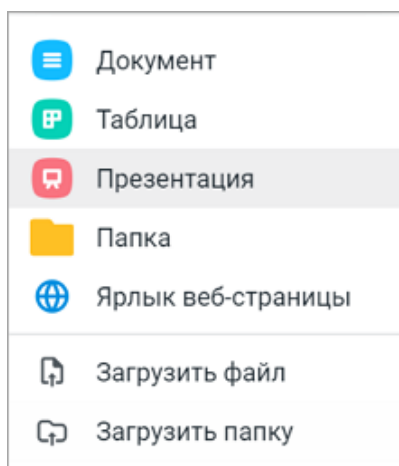 Документ
Таблица
Презентация
Папка
Ярлык веб-страницы
Загрузить файл
Загрузить папку